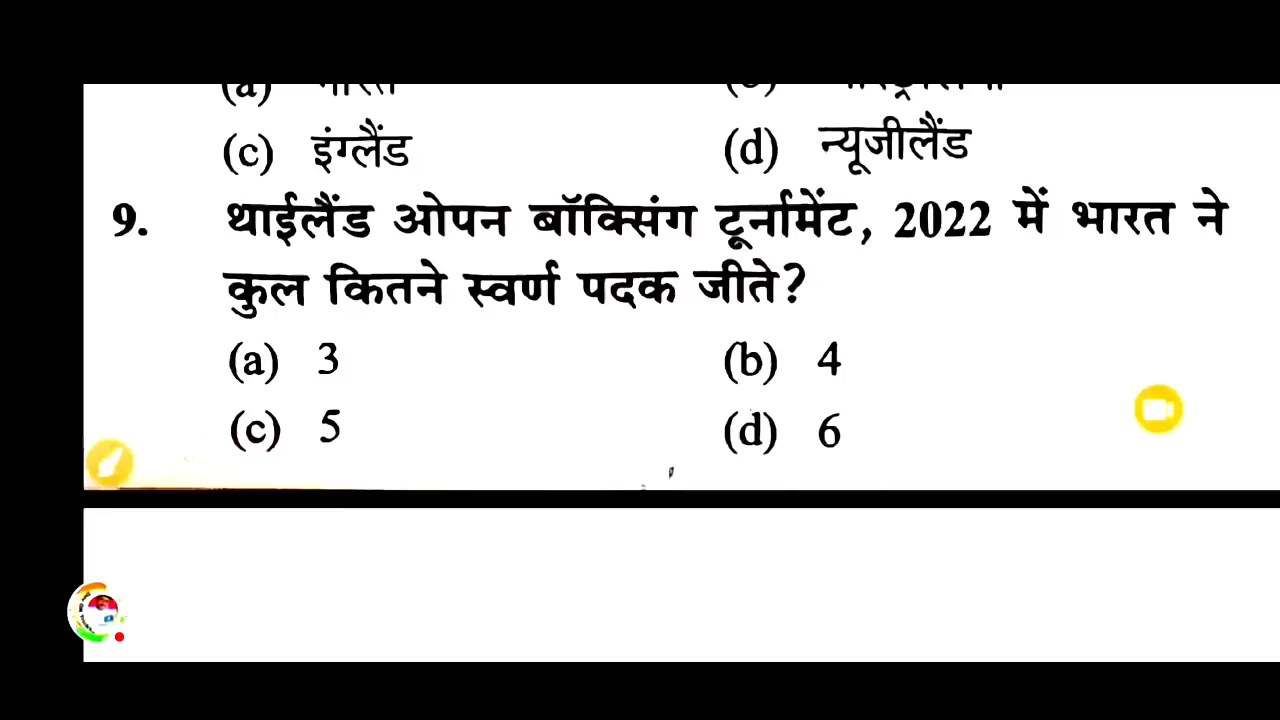 (c) इंग्लैंड (d) न्यूजीलैंड
9. थाईलैंड ओपन बॉक्सिंग टूर्नामेंट, 2022 में भारत ने
कुल कितने स्वर्ण पदक जीते?
(a) 3 (b) 4
(c) 5 (d) 6